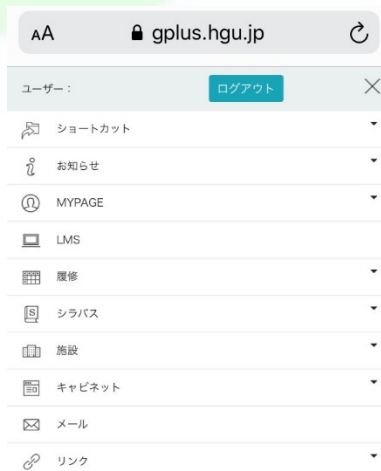 AA gplus.hgu.jp
ユーザー： ログアウト
ショートカット
お知らせ
MYPAGE
LMS
履修
シラバス
施設
キャビネット
メール
リンク